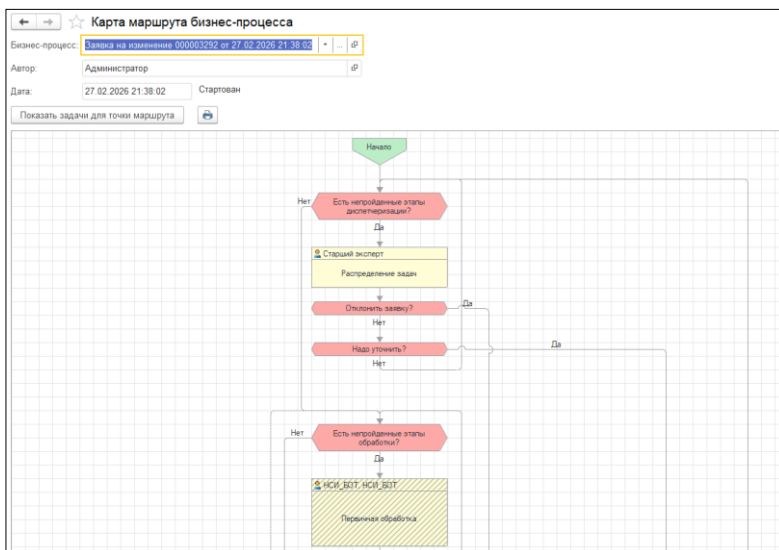 Карта маршрута бизнес-процесса
Бизнес-процесс: Заявка на изменение 000003292 от 27.02.2026 21:38:02
Автор: Администратор
Дата: 27.02.2026 21:38:02 Стартован
Показать задачи для точки маршрута
Начало
Нет
Есть непройденные этапы
диспетчеризации?
Да
Старший эксперт
Распределение задач
Отклонить заявку?
Да
Нет
Надо уточнить?
Да
Нет
Нет
Есть непройденные этапы
обработки?
Да
НСИ_БОТ, НСИ_БОТ
Первичная обработка